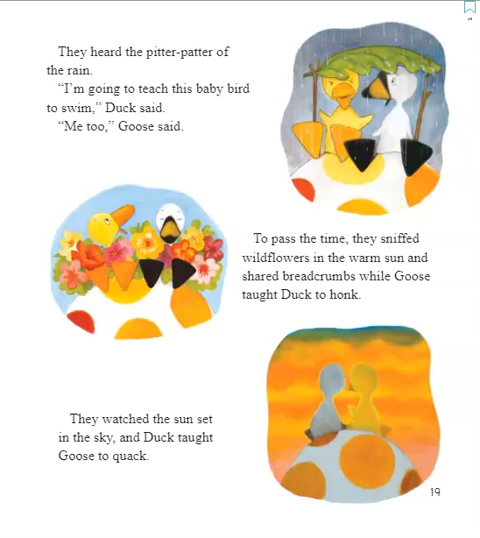 They heard the pitter-patter of
the rain.
“I’m going to teach this baby bird
to swim,” Duck said.
“Me too,” Goose said.
To pass the time, they sniffed
wildflowers in the warm sun and
shared breadcrumbs while Goose
taught Duck to honk.
They watched the sun set
in the sky, and Duck taught
Goose to quack.
19